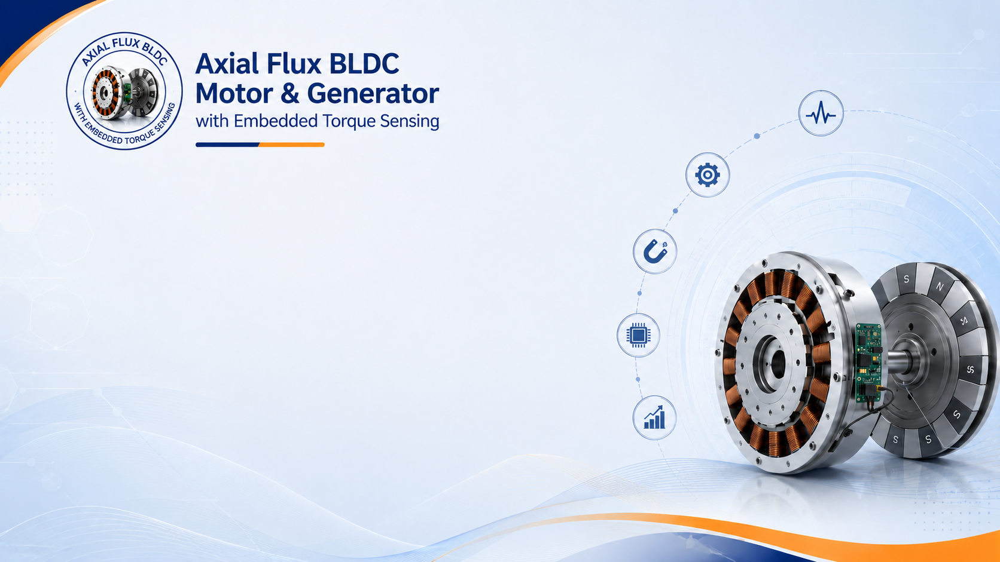 AXIAL FLUX BLDC
WITH EMBEDDED TORQUE SENSING
Axial Flux BLDC
Motor & Generator
with Embedded Torque Sensing
S
N
S
S
S